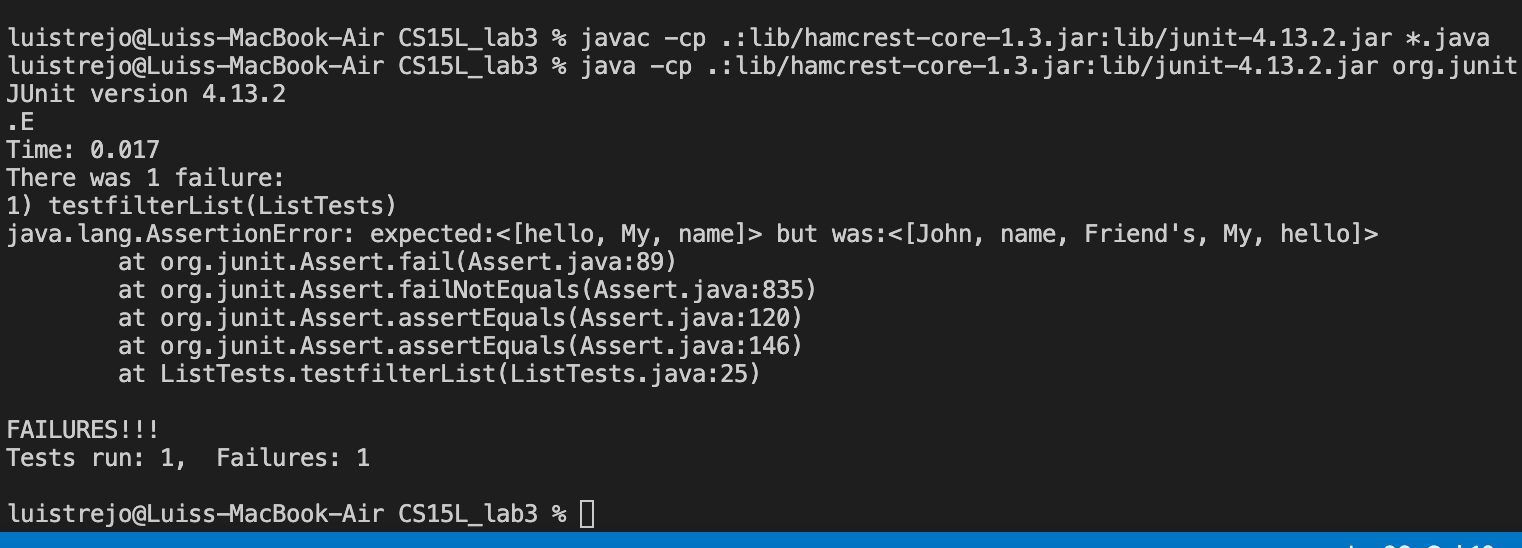 luistrejo@Luiss-MacBook-Air CS15L_lab3 % javac -cp .:lib/hamcrest-core-1.3.jar:lib/junit-4.13.2.jar *.java
luistrejo@Luiss-MacBook-Air CS15L_lab3 % java -cp .:lib/hamcrest-core-1.3.jar:lib/junit-4.13.2.jar org.junit
JUnit version 4.13.2
.E
Time: 0.017
There was 1 failure:
1) testfilterList(ListTests)
java.lang.AssertionError: expected:<[hello, My, name]> but was:<[John, name, Friend's, My, hello]>
        at org.junit.Assert.fail(Assert.java:89)
        at org.junit.Assert.failNotEquals(Assert.java:835)
        at org.junit.Assert.assertEquals(Assert.java:120)
        at org.junit.Assert.assertEquals(Assert.java:146)
        at ListTests.testfilterList(ListTests.java:25)
FAILURES!!!
Tests run: 1,  Failures: 1
luistrejo@Luiss-MacBook-Air CS15L_lab3 %